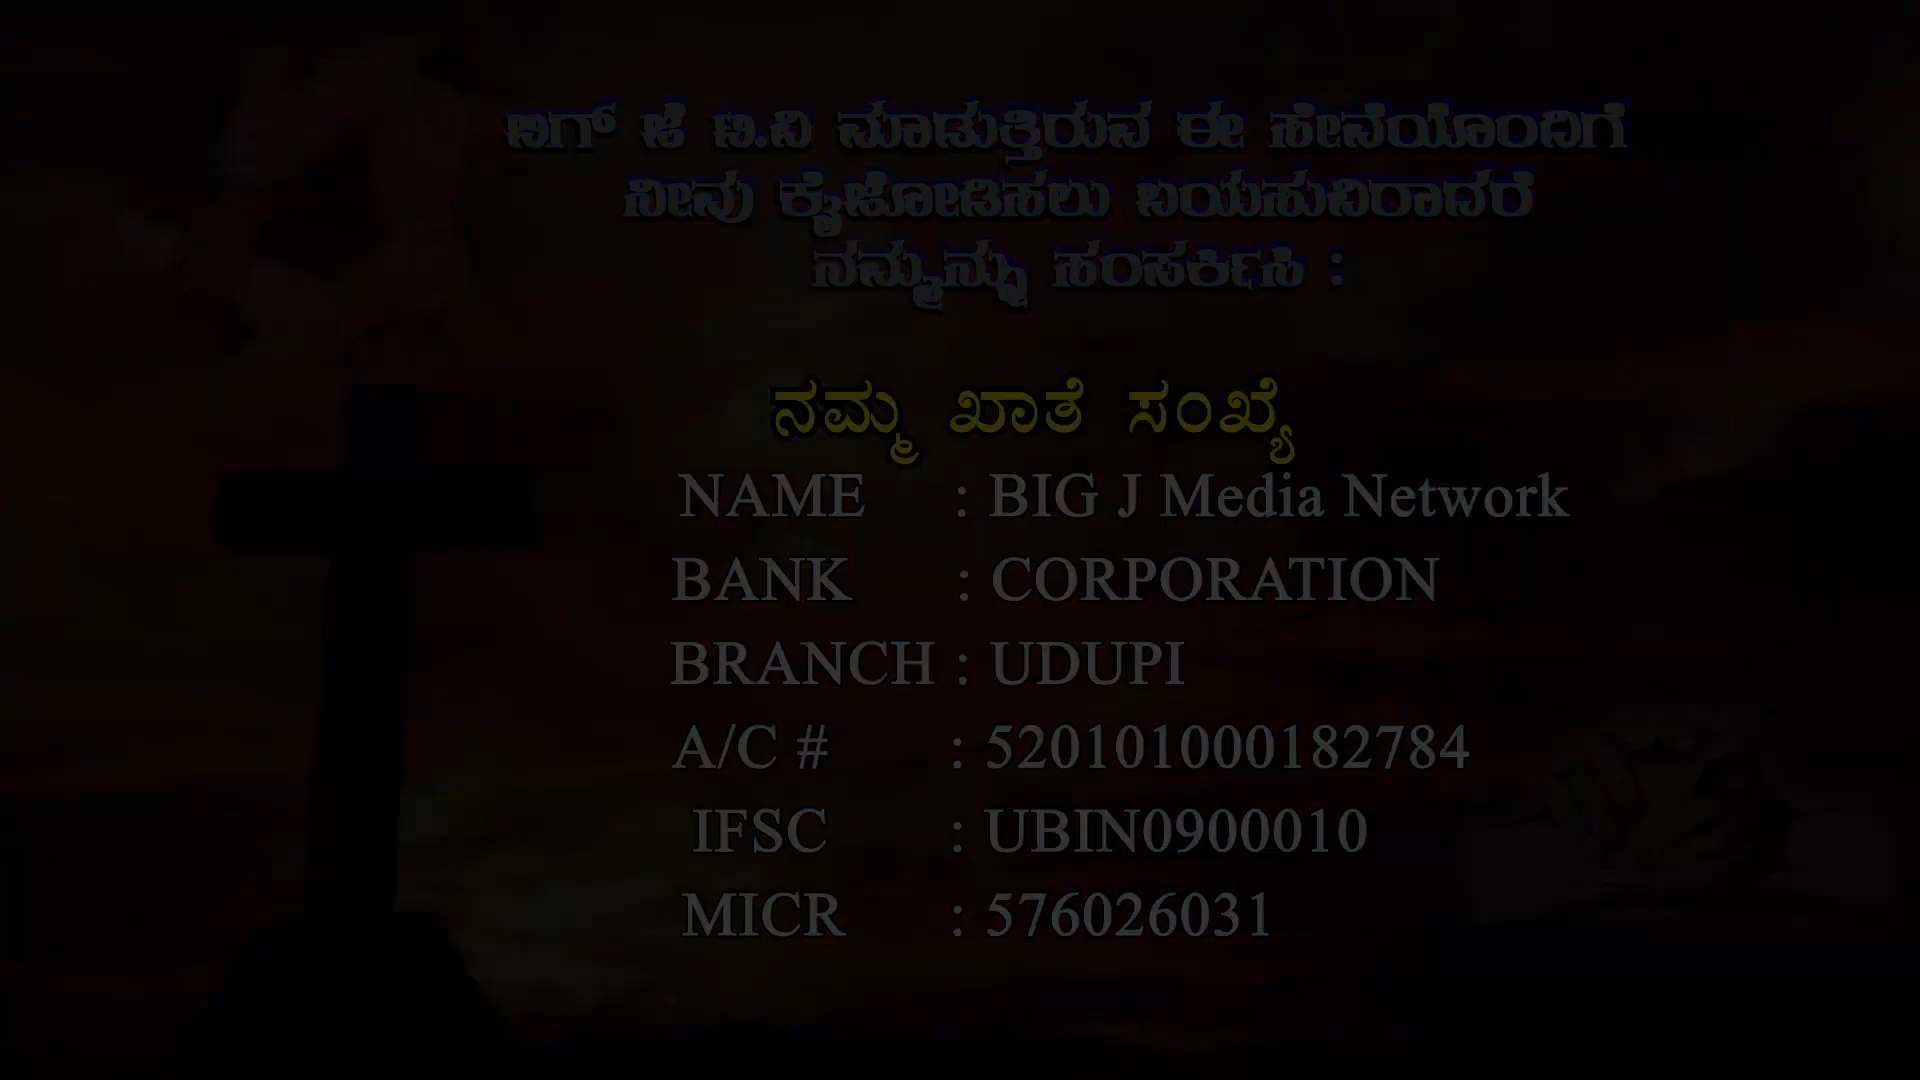 ಬಿಗ್ ಜೆ ಟಿ.ವಿ ಮಾಡುತ್ತಿರುವ ಈ ಸೇವೆಯೊಂದಿಗೆ
ನೀವು ಕೈಜೋಡಿಸಲು ಬಯಸುವಿರಾದರೆ
ನಮ್ಮನ್ನು ಸಂಪರ್ಕಿಸಿ :
ನಮ್ಮ ಖಾತೆ ಸಂಖ್ಯೆ
NAME : BIG J Media Network
BANK : CORPORATION
BRANCH : UDUPI
A/C # : 520101000182784
IFSC : UBIN0900010
MICR : 576026031